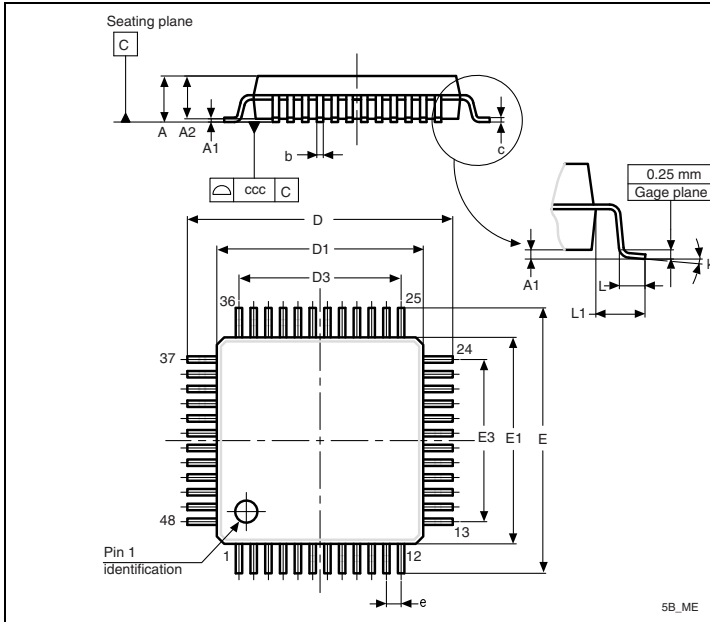 Seating plane
C
A
A2
A1
b
c
ccc
C
0.25 mm
Gage plane
A1
L
L1
k
D
D1
D3
36
25
37
24
E3
E1
E
48
13
Pin 1
identification
1
12
e
5B_ME